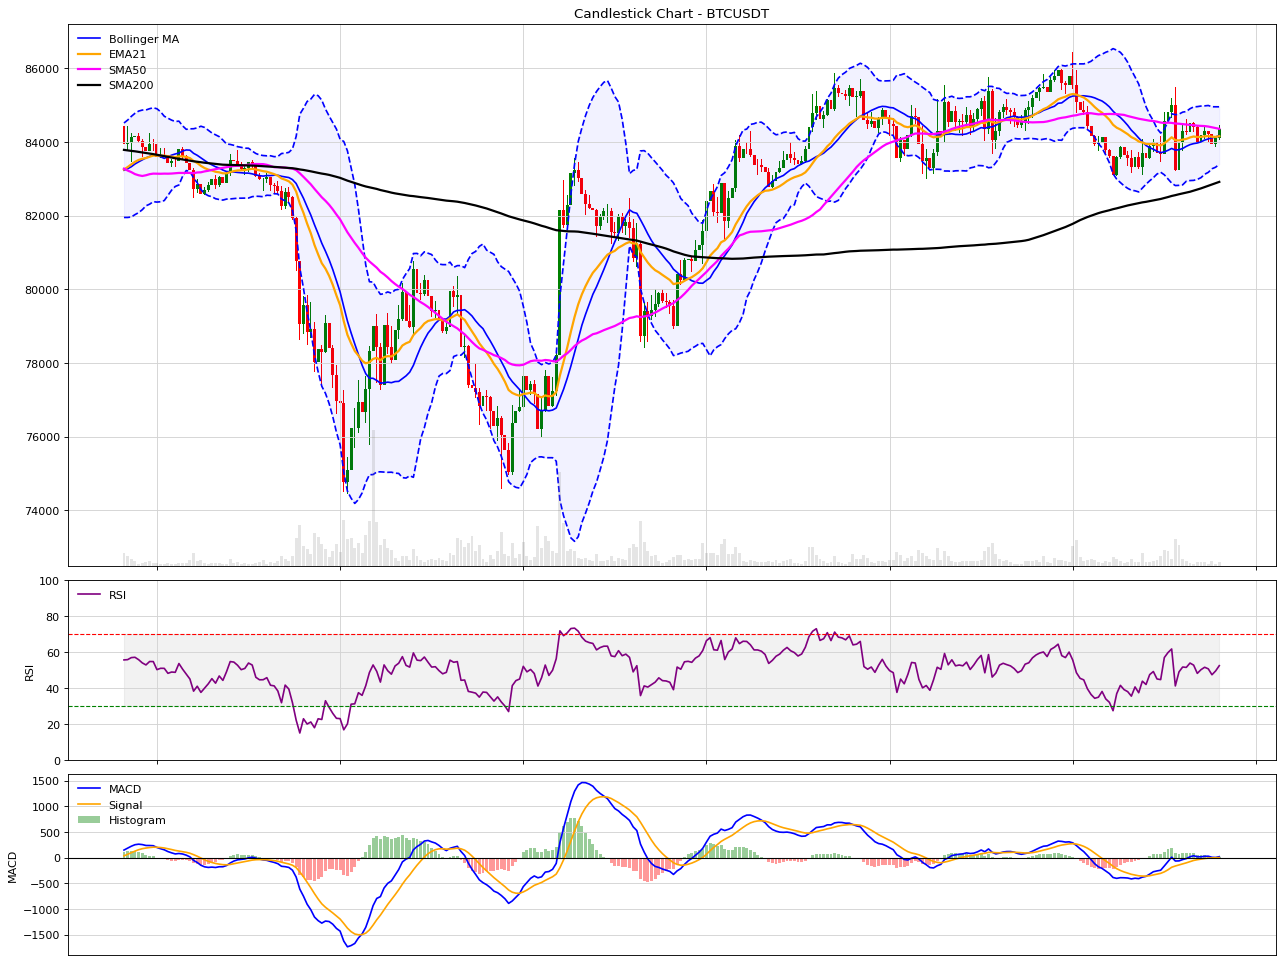 Candlestick Chart - BTCUSDT
Bollinger MA
EMA21
SMA50
SMA200
86000
84000
82000
80000
78000
76000
74000
RSI
100
80
60
40
20
0
RSI
MACD
Signal
Histogram
1500
1000
500
0
−500
−1000
−1500
MACD